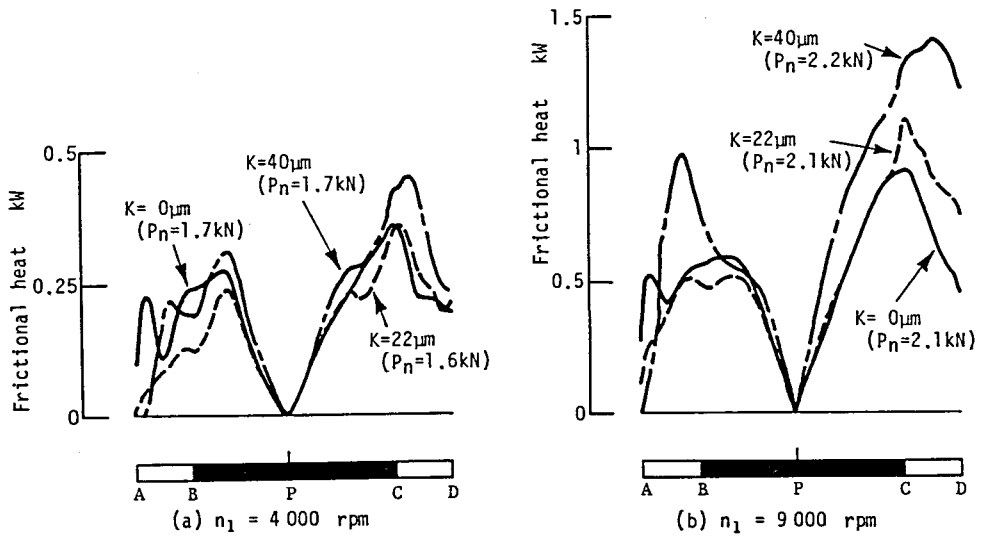 Frictional heat kW
0.5
0.25
0
K= 0μm
(Pn=1.7kN)
K=40μm
(Pn=1.7kN)
K=22μm
(Pn=1.6kN)
A B P C D
(a) n1 = 4 000 rpm
Frictional heat kW
1.5
1
0.5
0
K=40μm
(Pn=2.2kN)
K=22μm
(Pn=2.1kN)
K= 0μm
(Pn=2.1kN)
A B P C D
(b) n1 = 9 000 rpm